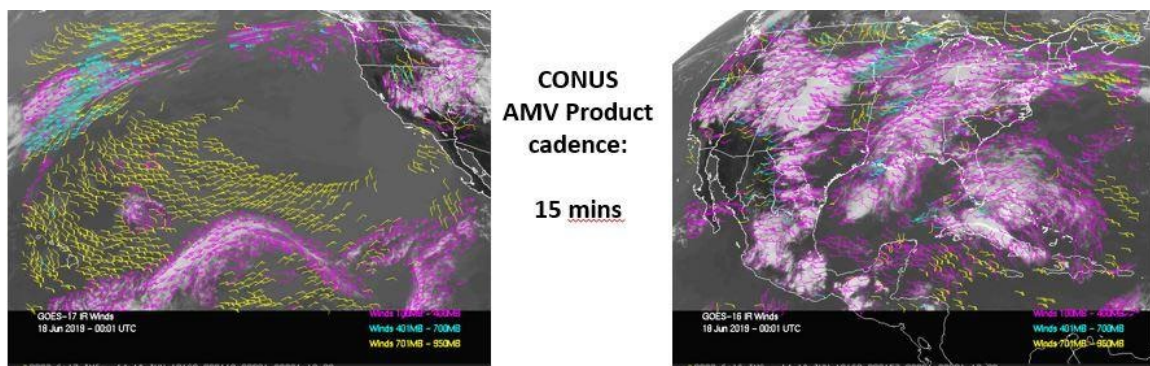 CONUS
AMV Product
cadence:
15 mins
GOES-17 IR Winds
18 Jun 2019 - 00:01 UTC
Winds 100MB - 400MB
Winds 401MB - 700MB
Winds 701MB - 950MB
GOES-16 IR Winds
18 Jun 2019 - 00:01 UTC
Winds 100MB - 400MB
Winds 401MB - 700MB
Winds 701MB - 950MB